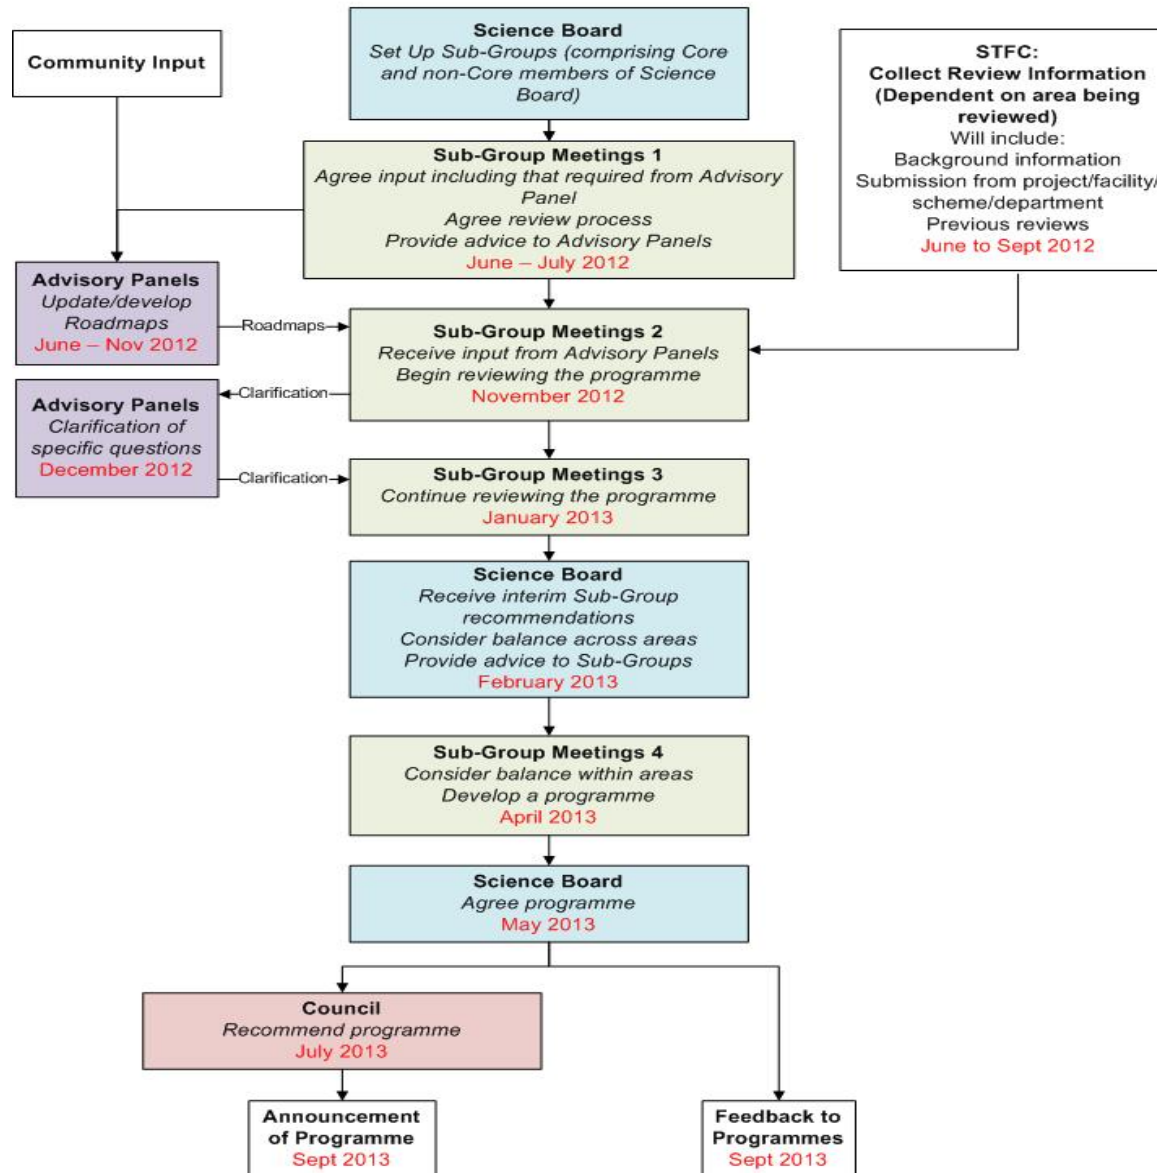 Community Input
Science Board
Set Up Sub-Groups (comprising Core
and non-Core members of Science
Board)
STFC:
Collect Review Information
(Dependent on area being
reviewed)
Will include:
Background information
Submission from project/facility/
scheme/department
Previous reviews
June to Sept 2012
Sub-Group Meetings 1
Agree input including that required from Advisory
Panel
Agree review process
Provide advice to Advisory Panels
June – July 2012
Advisory Panels
Update/develop
Roadmaps
June – Nov 2012
Roadmaps
Sub-Group Meetings 2
Receive input from Advisory Panels
Begin reviewing the programme
November 2012
Clarification
Advisory Panels
Clarification of
specific questions
December 2012
Clarification
Sub-Group Meetings 3
Continue reviewing the programme
January 2013
Science Board
Receive interim Sub-Group
recommendations
Consider balance across areas
Provide advice to Sub-Groups
February 2013
Sub-Group Meetings 4
Consider balance within areas
Develop a programme
April 2013
Science Board
Agree programme
May 2013
Council
Recommend programme
July 2013
Announcement
of Programme
Sept 2013
Feedback to
Programmes
Sept 2013